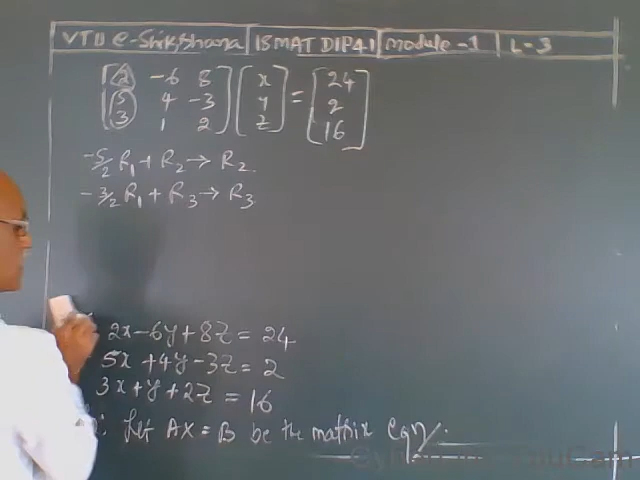 VTU e-Shikshana | 18 MAT DIP41 | Module -1 | L-3
[2 -6 8] [x] = [24]
[5 4 -3] [y] [2]
[3 1 2] [z] [16]
-5/2 R1 + R2 → R2.
-3/2 R1 + R3 → R3
2x-6y+8z = 24
5x+4y-3z = 2
3x+y+2z = 16
: Let AX = B be the matrix eqn.